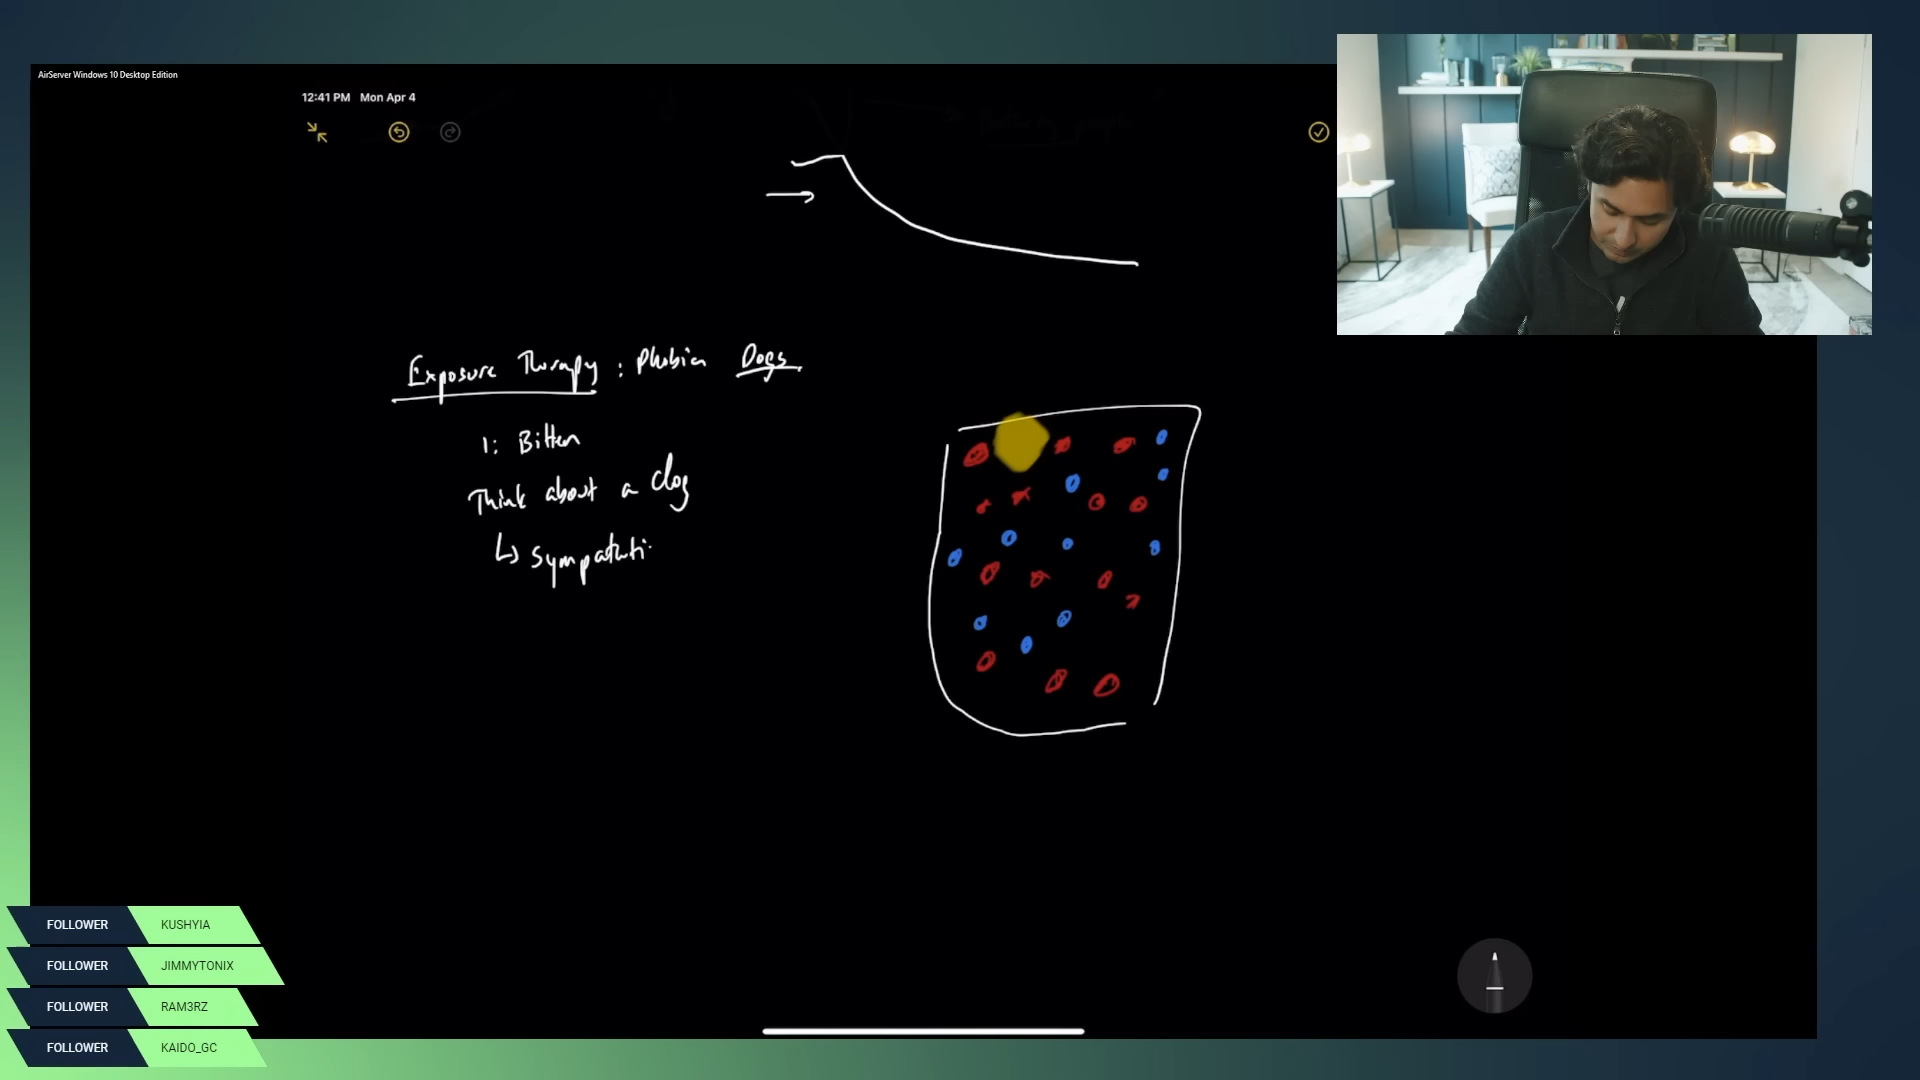 AirServer Windows 10 Desktop Edition
12:41 PM Mon Apr 4
Exposure Therapy : Phobia Dogs
1: Bitten
Think about a dog
↳ Sympatheti
FOLLOWER KUSHYIA
FOLLOWER JIMMYTONIX
FOLLOWER RAM3RZ
FOLLOWER KAIDO_GC